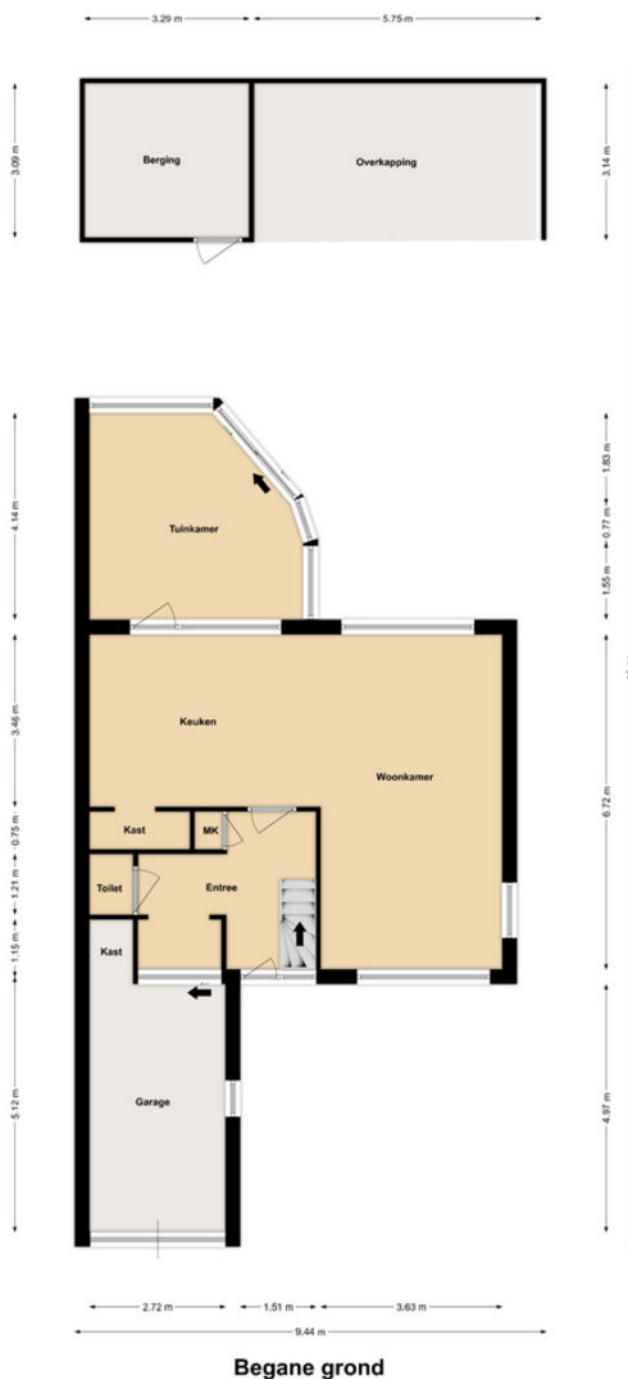 3.29 m
5.75 m
3.09 m
Berging
Overkapping
3.14 m
4.14 m
Tuinkamer
1.83 m
0.77 m
1.55 m
3.46 m
Keuken
Woonkamer
6.72 m
0.75 m
Kast
MK
1.21 m
Toilet
Entree
1.15 m
Kast
5.12 m
Garage
4.97 m
2.72 m
1.51 m
3.63 m
9.44 m
Begane grond